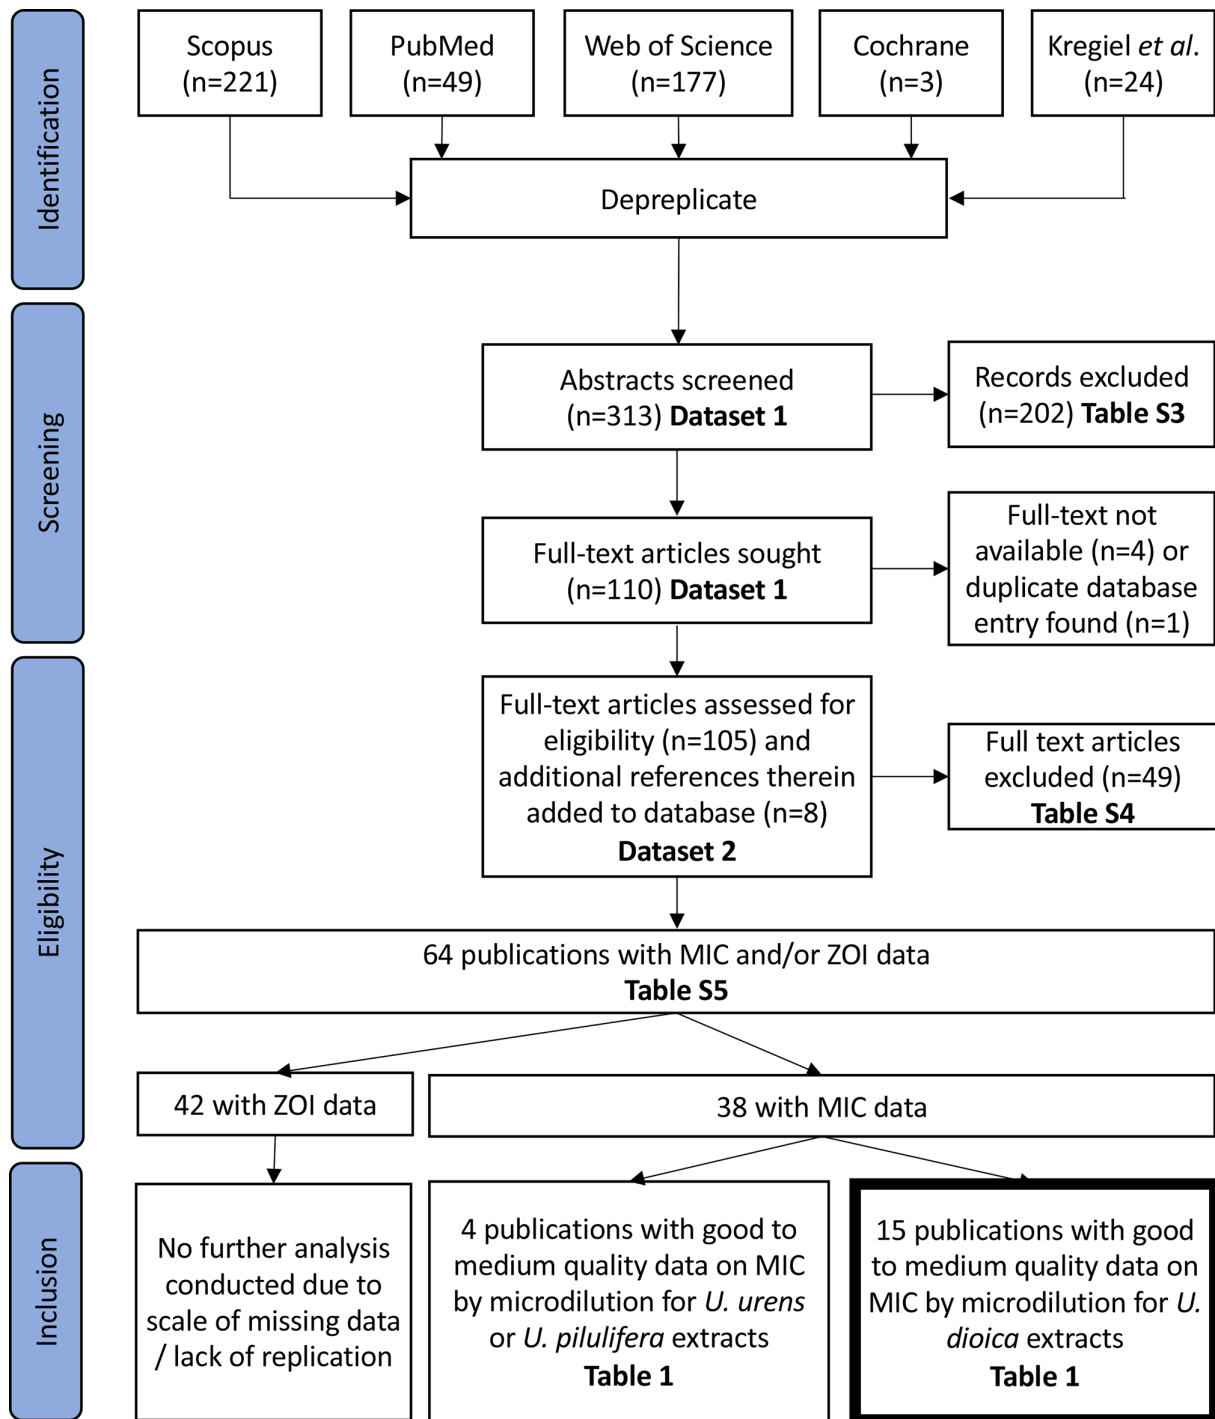 Identification
Scopus
(n=221)
PubMed
(n=49)
Web of Science
(n=177)
Cochrane
(n=3)
Kregiel et al.
(n=24)
Depreplicate
Screening
Abstracts screened
(n=313) Dataset 1
Records excluded
(n=202) Table S3
Full-text articles sought
(n=110) Dataset 1
Full-text not
available (n=4) or
duplicate database
entry found (n=1)
Eligibility
Full-text articles assessed for
eligibility (n=105) and
additional references therein
added to database (n=8)
Dataset 2
Full text articles
excluded (n=49)
Table S4
64 publications with MIC and/or ZOI data
Table S5
42 with ZOI data
38 with MIC data
Inclusion
No further analysis
conducted due to
scale of missing data
/ lack of replication
4 publications with good to
medium quality data on MIC
by microdilution for U. urens
or U. pilulifera extracts
Table 1
15 publications with good
to medium quality data on
MIC by microdilution for U.
dioica extracts
Table 1